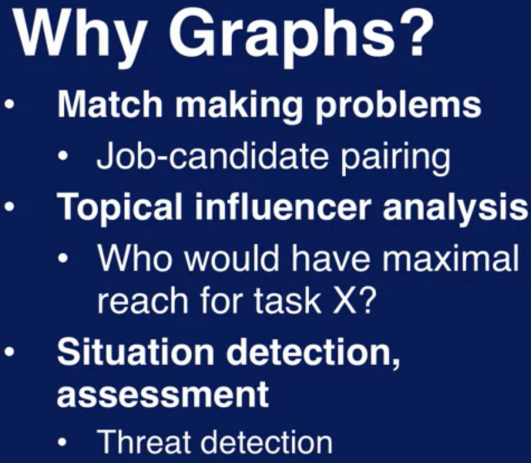 Why Graphs?
• Match making problems
• Job-candidate pairing
• Topical influencer analysis
• Who would have maximal
reach for task X?
• Situation detection,
assessment
• Threat detection